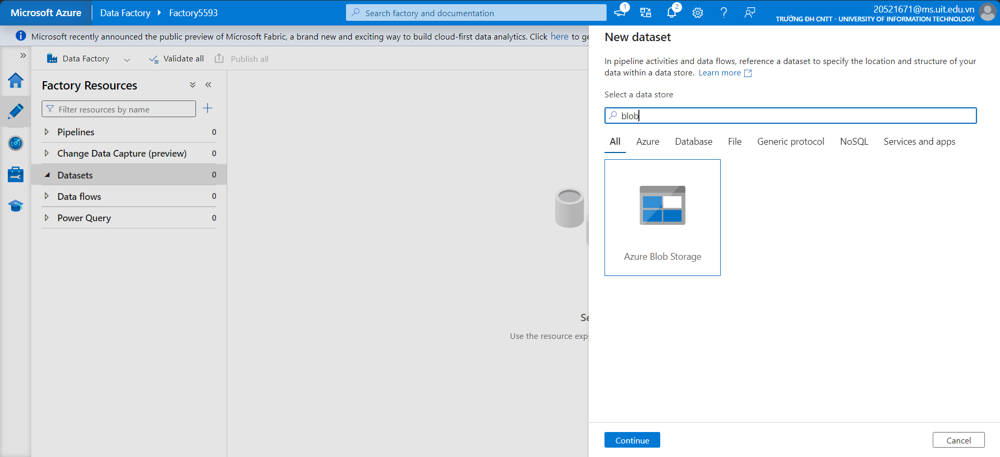 Microsoft Azure
Data Factory
Factory5593
Search factory and documentation
1
2
20521671@ms.uit.edu.vn
TRƯỜNG ĐH CNTT - UNIVERSITY OF INFORMATION TECHNOLOGY
Microsoft recently announced the public preview of Microsoft Fabric, a brand new and exciting way to build cloud-first data analytics. Click here to ge
Data Factory
Validate all
Publish all
Factory Resources
Filter resources by name
Pipelines 0
Change Data Capture (preview) 0
Datasets 0
Data flows 0
Power Query 0
Se
Use the resource exp
New dataset
In pipeline activities and data flows, reference a dataset to specify the location and structure of your
data within a data store. Learn more
Select a data store
blob
All Azure Database File Generic protocol NoSQL Services and apps
Azure Blob Storage
Continue
Cancel